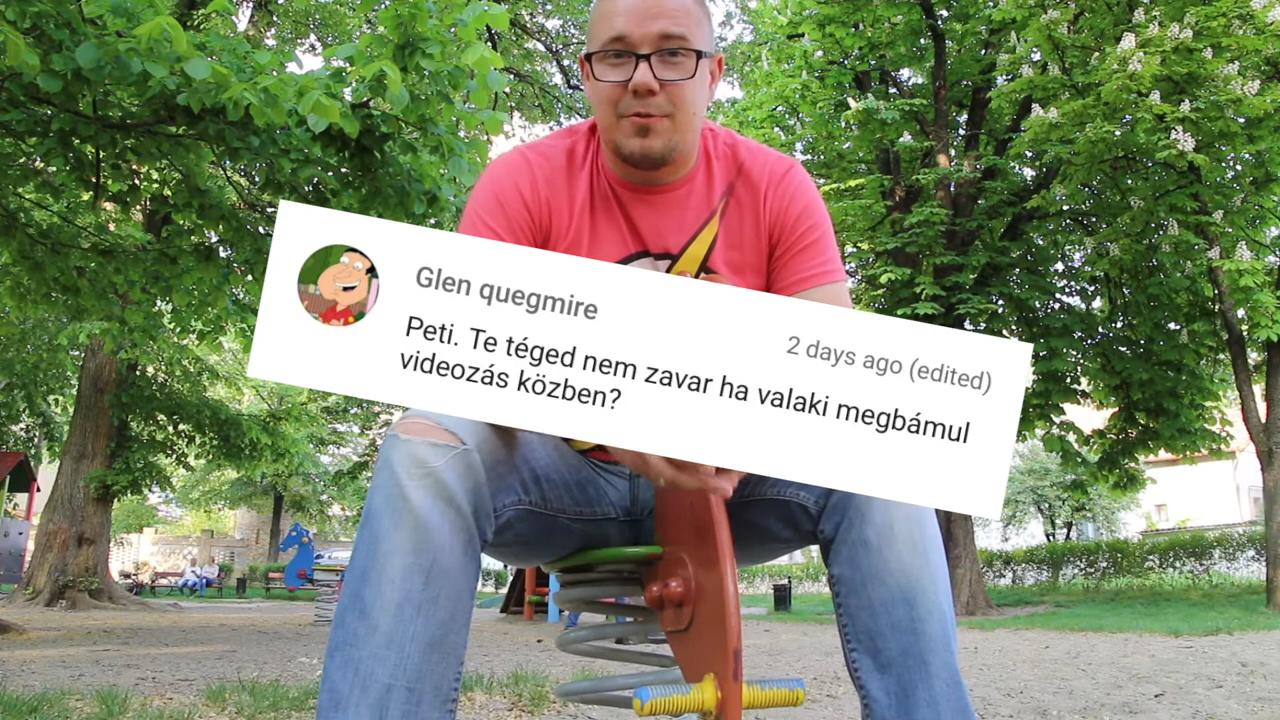 Glen quegmire
2 days ago (edited)
Peti. Te téged nem zavar ha valaki megbámul
videozás közben?